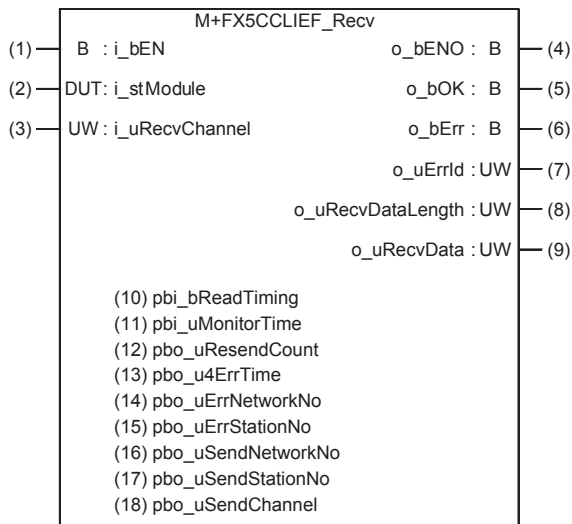 M+FX5CCLIEF_Recv
(1) B : i_bEN o_bENO : B (4)
(2) DUT: i_stModule o_bOK : B (5)
(3) UW : i_uRecvChannel o_bErr : B (6)
o_uErrId : UW (7)
o_uRecvDataLength : UW (8)
o_uRecvData : UW (9)
(10) pbi_bReadTiming
(11) pbi_uMonitorTime
(12) pbo_uResendCount
(13) pbo_u4ErrTime
(14) pbo_uErrNetworkNo
(15) pbo_uErrStationNo
(16) pbo_uSendNetworkNo
(17) pbo_uSendStationNo
(18) pbo_uSendChannel